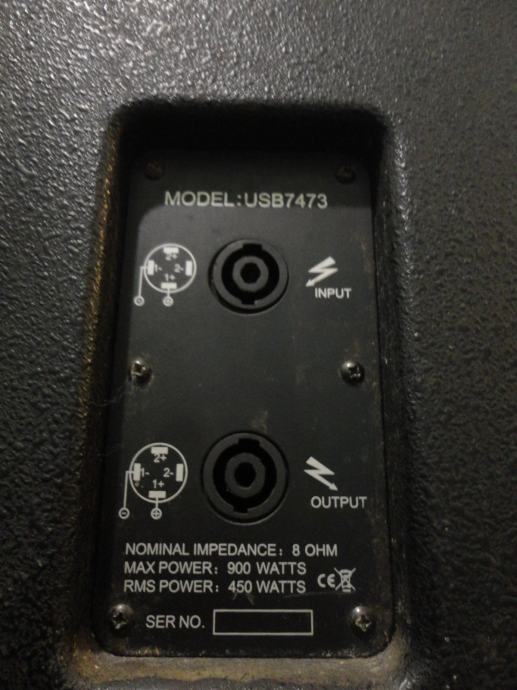 MODEL:USB7473
2+
1- 2-
1+
INPUT
2+
1- 2-
1+
OUTPUT
NOMINAL IMPEDANCE: 8 OHM
MAX POWER: 900 WATTS
RMS POWER: 450 WATTS CE
SER NO.